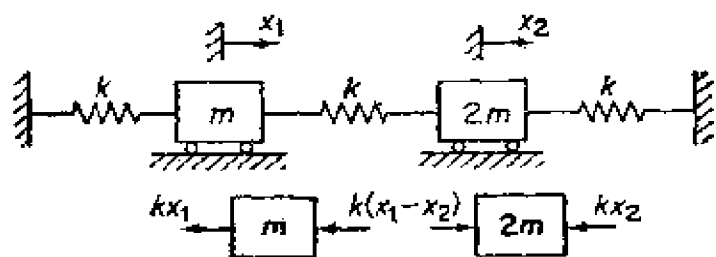 x₁ x₂
k m k 2m k
kx₁ m k(x₁−x₂) 2m kx₂